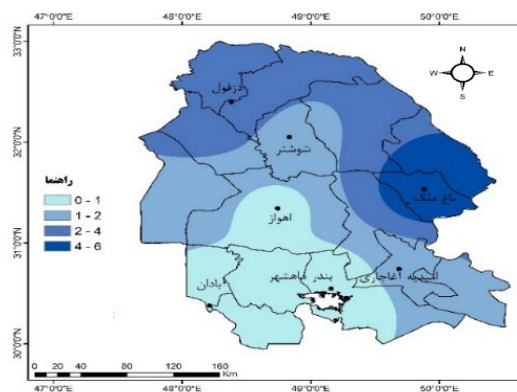 47°0'0"E 48°0'0"E 49°0'0"E 50°0'0"E
33°0'0"N
32°0'0"N
31°0'0"N
30°0'0"N
N
W E
S
دزفول
شوشتر
باغ ملک
اهواز
امیدیه آغاجاری
بندر ماهشهر
آبادان
راهنما
0 - 1
1 - 2
2 - 4
4 - 6
0 20 40 80 120 160
Km
47°0'0"E 48°0'0"E 49°0'0"E 50°0'0"E